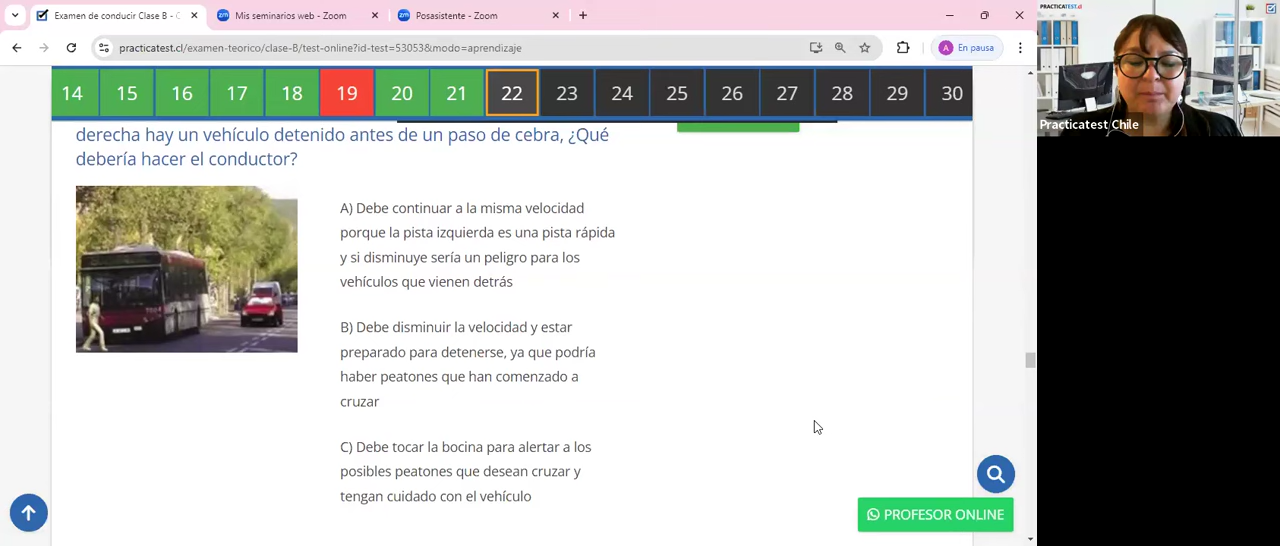 Examen de conducir Clase B - C
Mis seminarios web - Zoom
Posasistente - Zoom
practicatest.cl/examen-teorico/clase-B/test-online?id-test=53053&modo=aprendizaje
A En pausa
14 15 16 17 18 19 20 21 22 23 24 25 26 27 28 29 30
derecha hay un vehículo detenidontes de un paso de cebra, ¿Qué
debería hacer el conductor?
A) Debe continuar a la misma velocidad
porque la pista izquierda es una pista rápida
y si disminuye sería un peligro para los
vehículos que vienen detrás
B) Debe disminuir la velocidad y estar
preparado para detenerse, ya que podría
haber peatones que han comenzado a
cruzar
C) Debe tocar la bocina para alertar a los
posibles peatones que desean cruzar y
tengan cuidado con el vehículo
PROFESOR ONLINE
PRACTICATEST.CL
Practicatest Chile